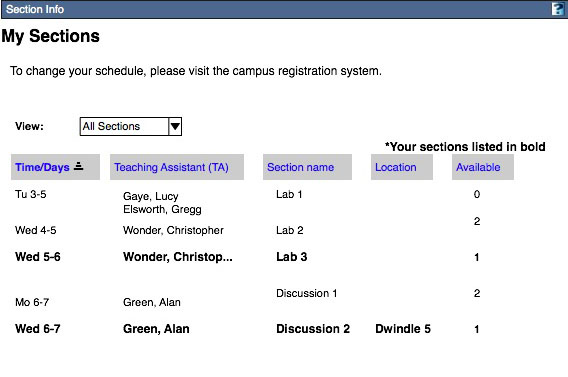 Section Info ?
My Sections
To change your schedule, please visit the campus registration system.
View: All Sections
*Your sections listed in bold
Time/Days Teaching Assistant (TA) Section name Location Available
Tu 3-5 Gaye, Lucy Lab 1 0
Elsworth, Gregg
Wed 4-5 Wonder, Christopher Lab 2 2
Wed 5-6 Wonder, Christop... Lab 3 1
Mo 6-7 Green, Alan Discussion 1 2
Wed 6-7 Green, Alan Discussion 2 Dwindle 5 1